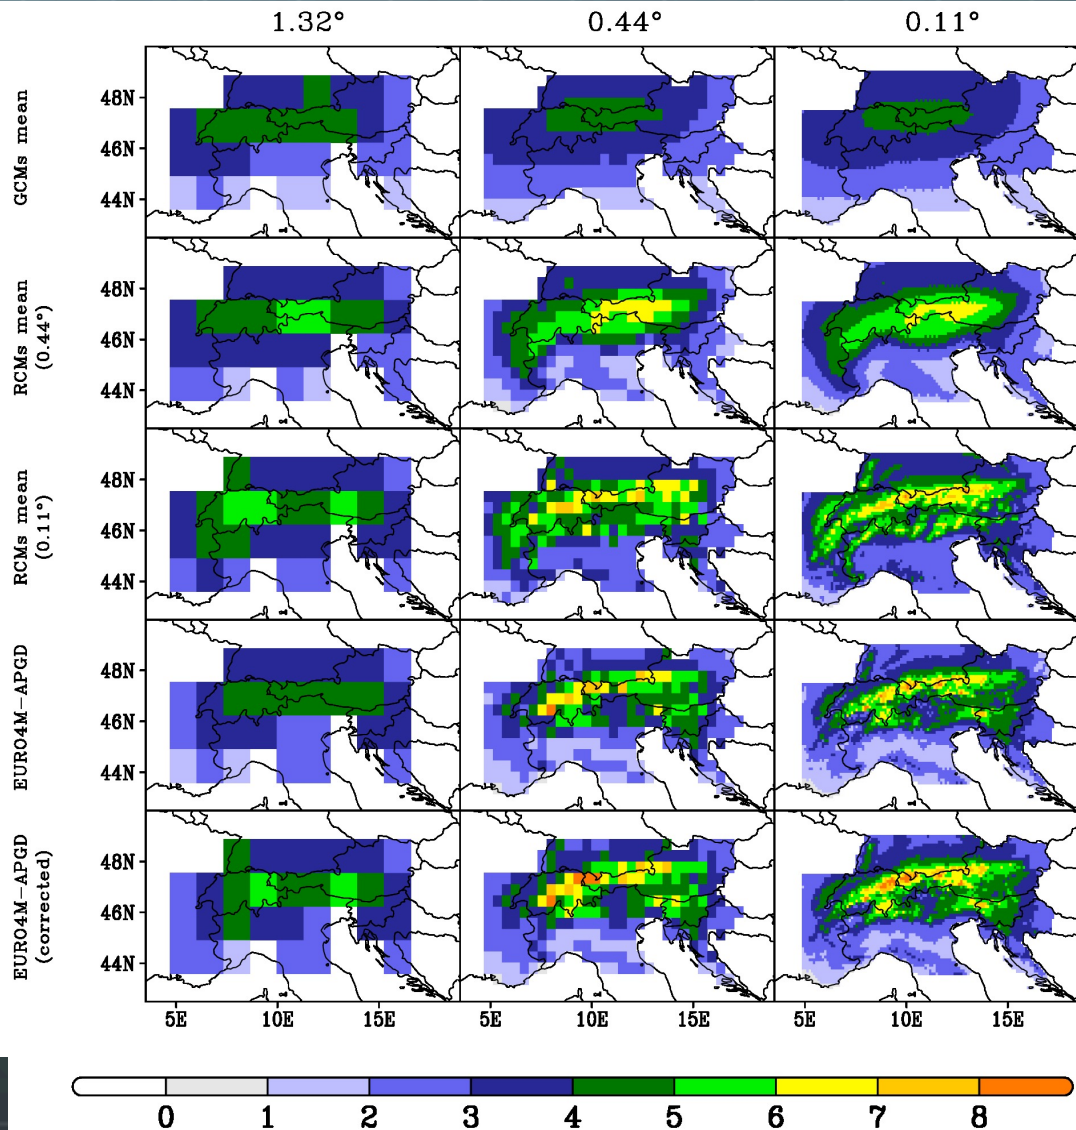 1.32° 0.44° 0.11°
GCMs mean
48N
46N
44N
RCMs mean
(0.44°)
48N
46N
44N
RCMs mean
(0.11°)
48N
46N
44N
EURO4M-APGD
48N
46N
44N
EURO4M-APGD
(corrected)
48N
46N
44N
5E 10E 15E 5E 10E 15E 5E 10E 15E
0 1 2 3 4 5 6 7 8